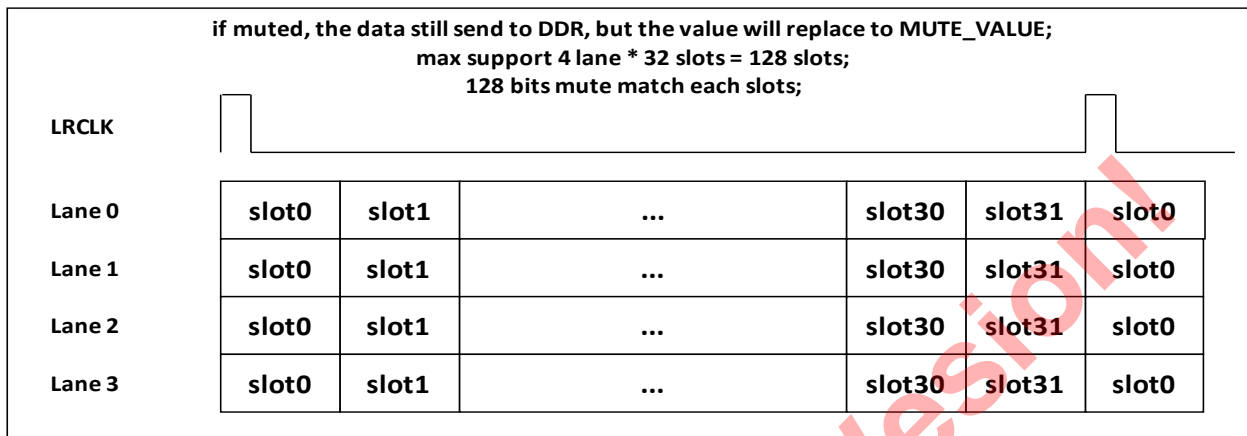 if muted, the data still send to DDR, but the value will replace to MUTE_VALUE;
max support 4 lane * 32 slots = 128 slots;
128 bits mute match each slots;
LRCLK
Lane 0 slot0 slot1 ... slot30 slot31 slot0
Lane 1 slot0 slot1 ... slot30 slot31 slot0
Lane 2 slot0 slot1 ... slot30 slot31 slot0
Lane 3 slot0 slot1 ... slot30 slot31 slot0